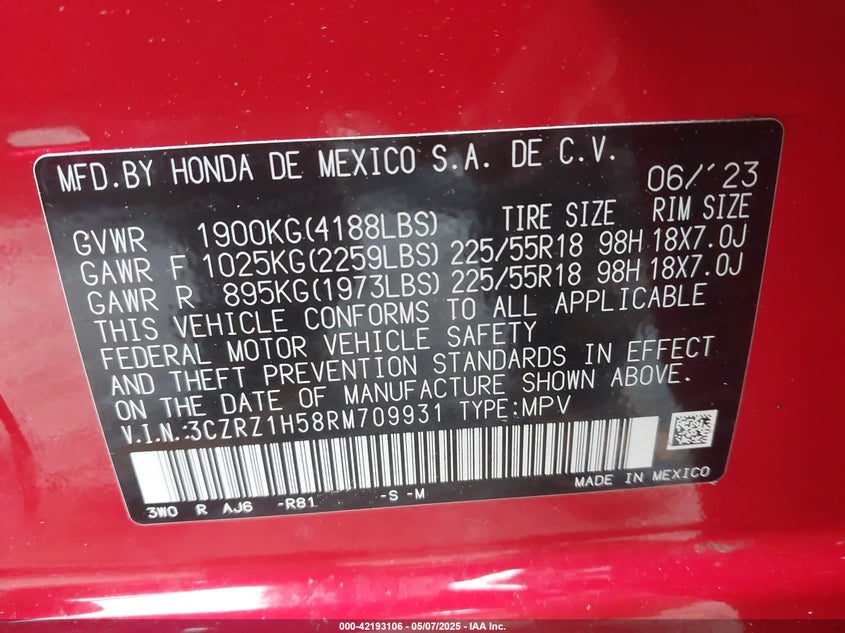 MFD.BY HONDA DE MEXICO S.A. DE C.V.
06/'23
TIRE SIZE RIM SIZE
GVWR 1900KG(4188LBS)
GAWR F 1025KG(2259LBS) 225/55R18 98H 18X7.0J
GAWR R 895KG(1973LBS) 225/55R18 98H 18X7.0J
THIS VEHICLE CONFORMS TO ALL APPLICABLE
FEDERAL MOTOR VEHICLE SAFETY
AND THEFT PREVENTION STANDARDS IN EFFECT
ON THE DATE OF MANUFACTURE SHOWN ABOVE.
V.I.N.:3CZRZ1H58RM709931 TYPE:MPV
MADE IN MEXICO
3W0 R AJ6 -R81 -S -M
000-42193106 - 05/07/2025 - IAA Inc.